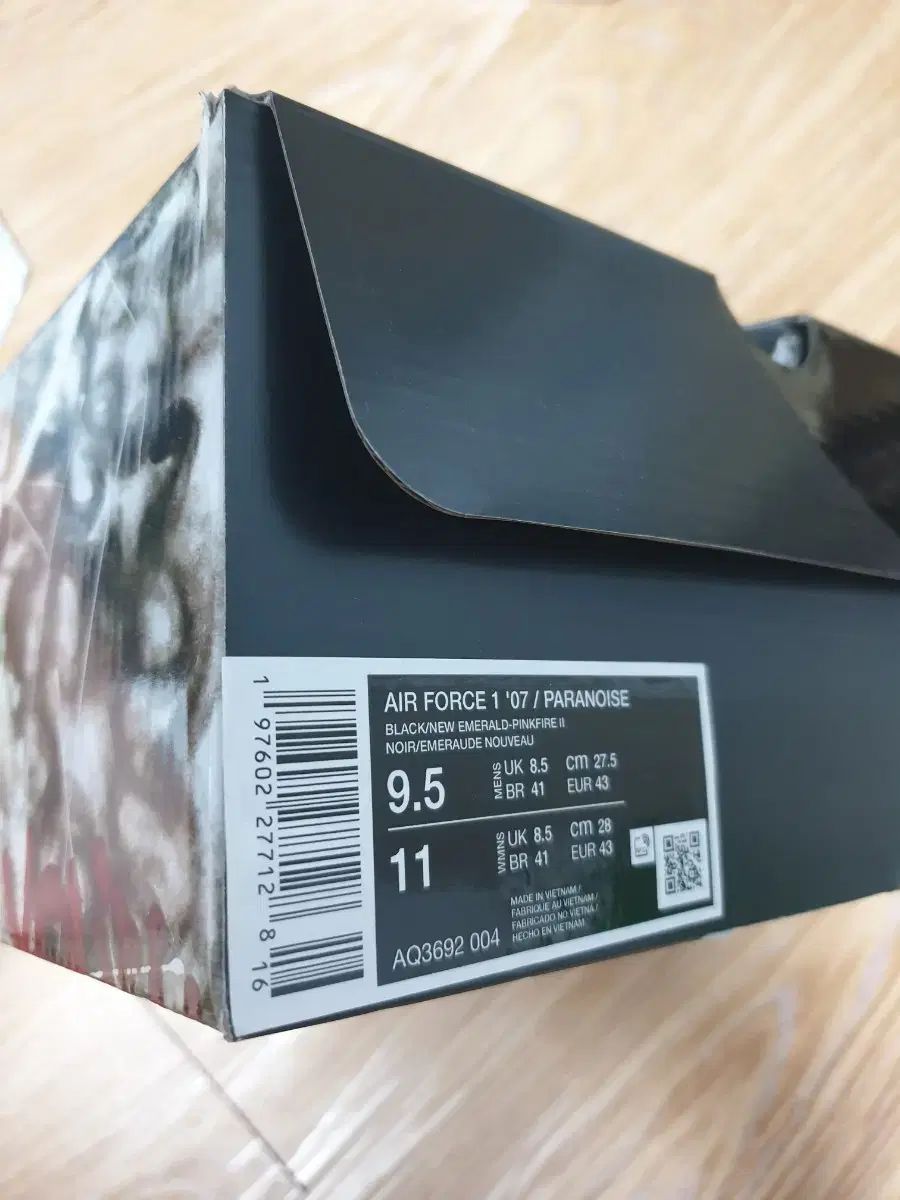 AIR FORCE 1 '07 / PARANOISE
BLACK/NEW EMERALD-PINKFIRE II
NOIR/EMERAUDE NOUVEAU
9.5 MENS UK 8.5 cm 27.5
BR 41 EUR 43
11 WMNS UK 8.5 cm 28
BR 41 EUR 43
MADE IN VIETNAM /
FABRIQUE AU VIETNAM /
FABRICADO NO VIETNA /
HECHO EN VIETNAM
AQ3692 004
1 97602 27712 8 16